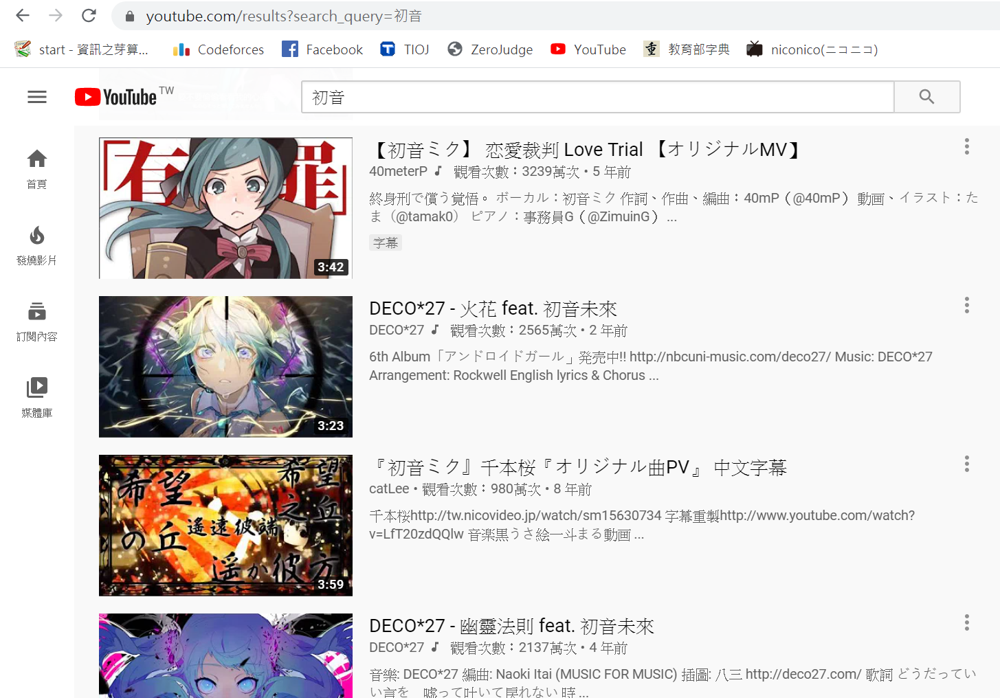 youtube.com/results?search_query=初音
start - 資訊之芽算... Codeforces Facebook TIOJ ZeroJudge YouTube 教育部字典 niconico(ニコニコ)
YouTube TW
初音
首頁
發燒影片
訂閱內容
媒體庫
「有罪」
3:42
【初音ミク】 恋愛裁判 Love Trial 【オリジナルMV】
40meterP ♪ 觀看次數：3239萬次 • 5 年前
終身刑で償う覚悟。 ボーカル：初音ミク 作詞、作曲、編曲：40mP（@40mP） 動画、イラスト：た
ま（@tamak0） ピアノ：事務員G（@ZimuinG） ...
字幕
3:23
DECO*27 - 火花 feat. 初音未來
DECO*27 ♪ 觀看次數：2565萬次 • 2 年前
6th Album「アンドロイドガール」発売中!! http://nbcuni-music.com/deco27/ Music: DECO*27
Arrangement: Rockwell English lyrics & Chorus ...
希望
の丘
希望
之丘
遙遠彼端
遥か彼方
3:59
『初音ミク』千本桜『オリジナル曲PV』 中文字幕
catLee • 觀看次數：980萬次 • 8 年前
千本桜http://tw.nicovideo.jp/watch/sm15630734 字幕重製http://www.youtube.com/watch?
v=LfT20zdQQlw 音楽黒うさ絵一斗まる動画 ...
DECO*27 - 幽靈法則 feat. 初音未來
DECO*27 ♪ 觀看次數：2137萬次 • 4 年前
音樂: DECO*27 編曲: Naoki Itai (MUSIC FOR MUSIC) 插圖: 八三 http://deco27.com/ 歌詞 どうだってい
い言を 嘘って吐いて戻れない 時 ...